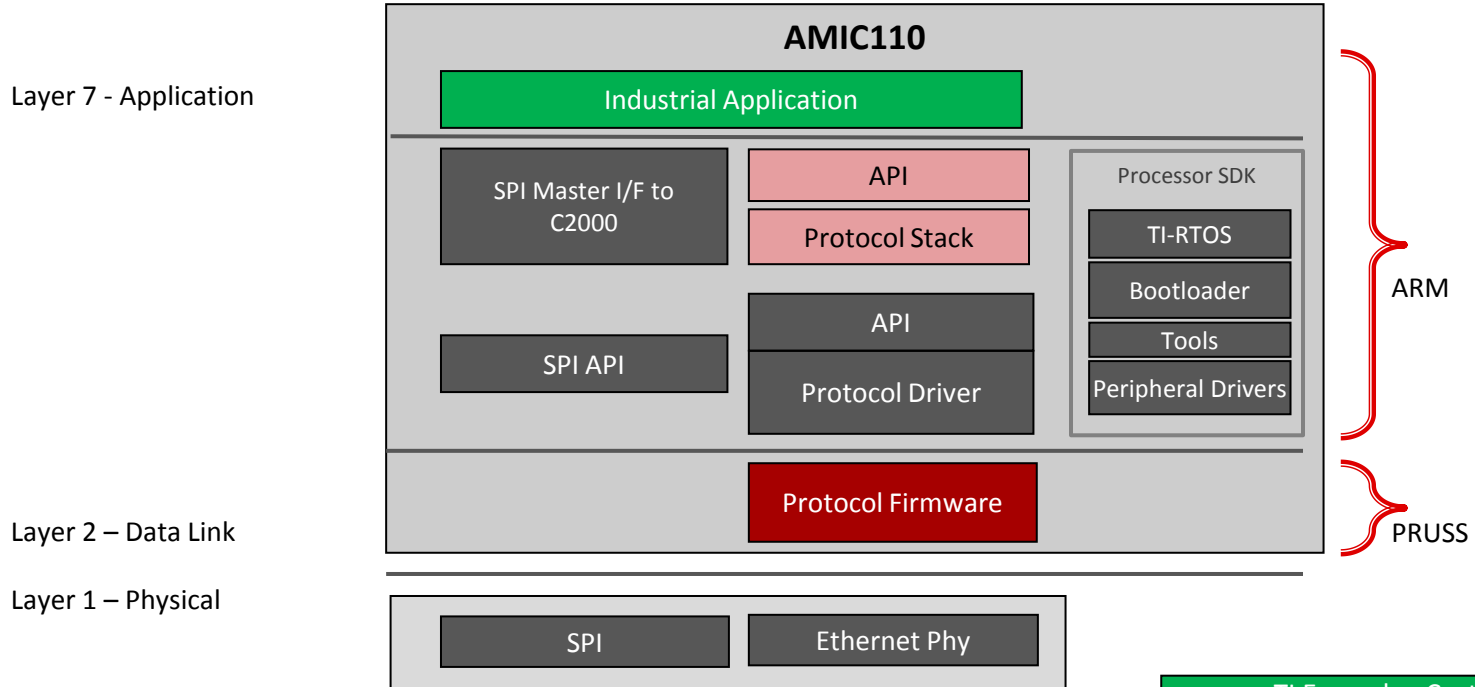 AMIC110
Layer 7 - Application
Industrial Application
SPI Master I/F to
C2000
API
Protocol Stack
Processor SDK
TI-RTOS
Bootloader
Tools
Peripheral Drivers
ARM
SPI API
API
Protocol Driver
Protocol Firmware
Layer 2 – Data Link
PRUSS
Layer 1 – Physical
SPI
Ethernet Phy